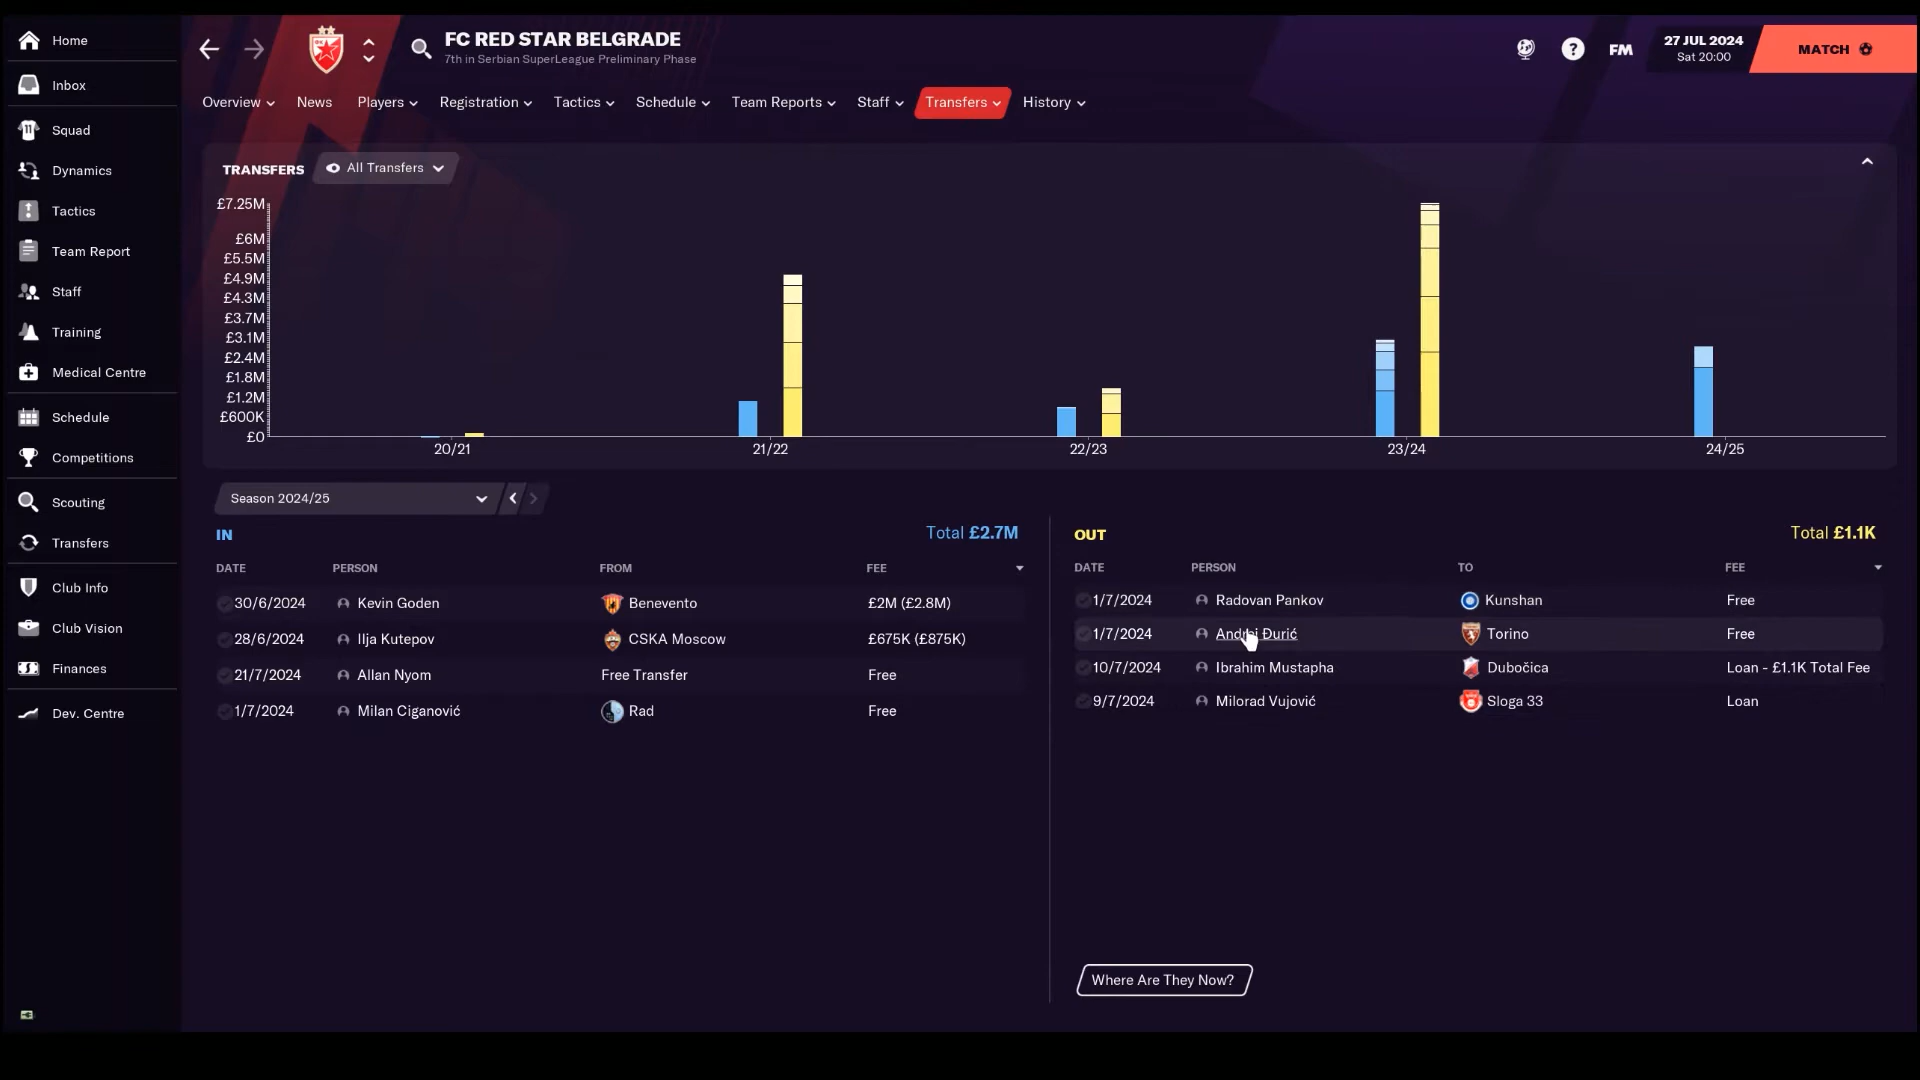 Home
Inbox
Squad
Dynamics
Tactics
Team Report
Staff
Training
Medical Centre
Schedule
Competitions
Scouting
Transfers
Club Info
Club Vision
Finances
Dev. Centre
FC RED STAR BELGRADE
7th in Serbian SuperLeague Preliminary Phase
? FM 27 JUL 2024 MATCH
Sat 20:00
Overview News Players Registration Tactics Schedule Team Reports Staff Transfers History
TRANSFERS All Transfers
£7.25M
£6M
£5.5M
£4.9M
£4.3M
£3.7M
£3.1M
£2.4M
£1.8M
£1.2M
£600K
£0
20/21 21/22 22/23 23/24 24/25
Season 2024/25
IN Total £2.7M
DATE PERSON FROM FEE
30/6/2024 Kevin Goden Benevento £2M (£2.8M)
28/6/2024 Ilja Kutepov CSKA Moscow £675K (£875K)
21/7/2024 Allan Nyom Free Transfer Free
1/7/2024 Milan Ciganović Rad Free
OUT Total £1.1K
DATE PERSON TO FEE
1/7/2024 Radovan Pankov Kunshan Free
1/7/2024 Andrej Đurić Torino Free
10/7/2024 Ibrahim Mustapha Dubočica Loan - £1.1K Total Fee
9/7/2024 Milorad Vujović Sloga 33 Loan
Where Are They Now?